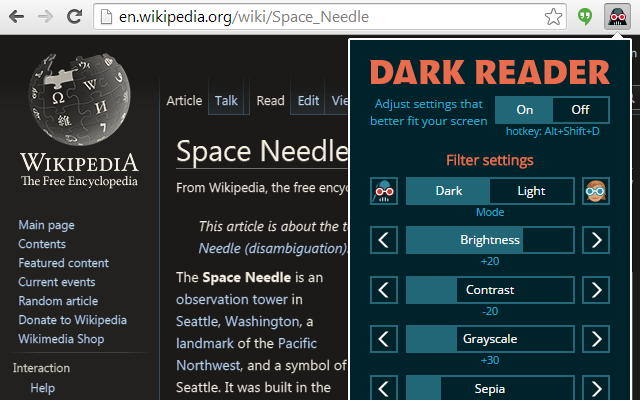 en.wikipedia.org/wiki/Space_Needle
WIKIPEDIA
The Free Encyclopedia
Main page
Contents
Featured content
Current events
Random article
Donate to Wikipedia
Wikimedia Shop
Interaction
Help
Article Talk Read Edit
Space Needle
From Wikipedia, the free
This article is about the
Needle (disambiguation).
The Space Needle is an
observation tower in
Seattle, Washington, a
landmark of the Pacific
Northwest, and a symbol of
Seattle. It was built in the
DARK READER
Adjust settings that
better fit your screen
On Off
hotkey: Alt+Shift+D
Filter settings
Dark Light
Mode
Brightness
+20
Contrast
-20
Grayscale
+30
Sepia